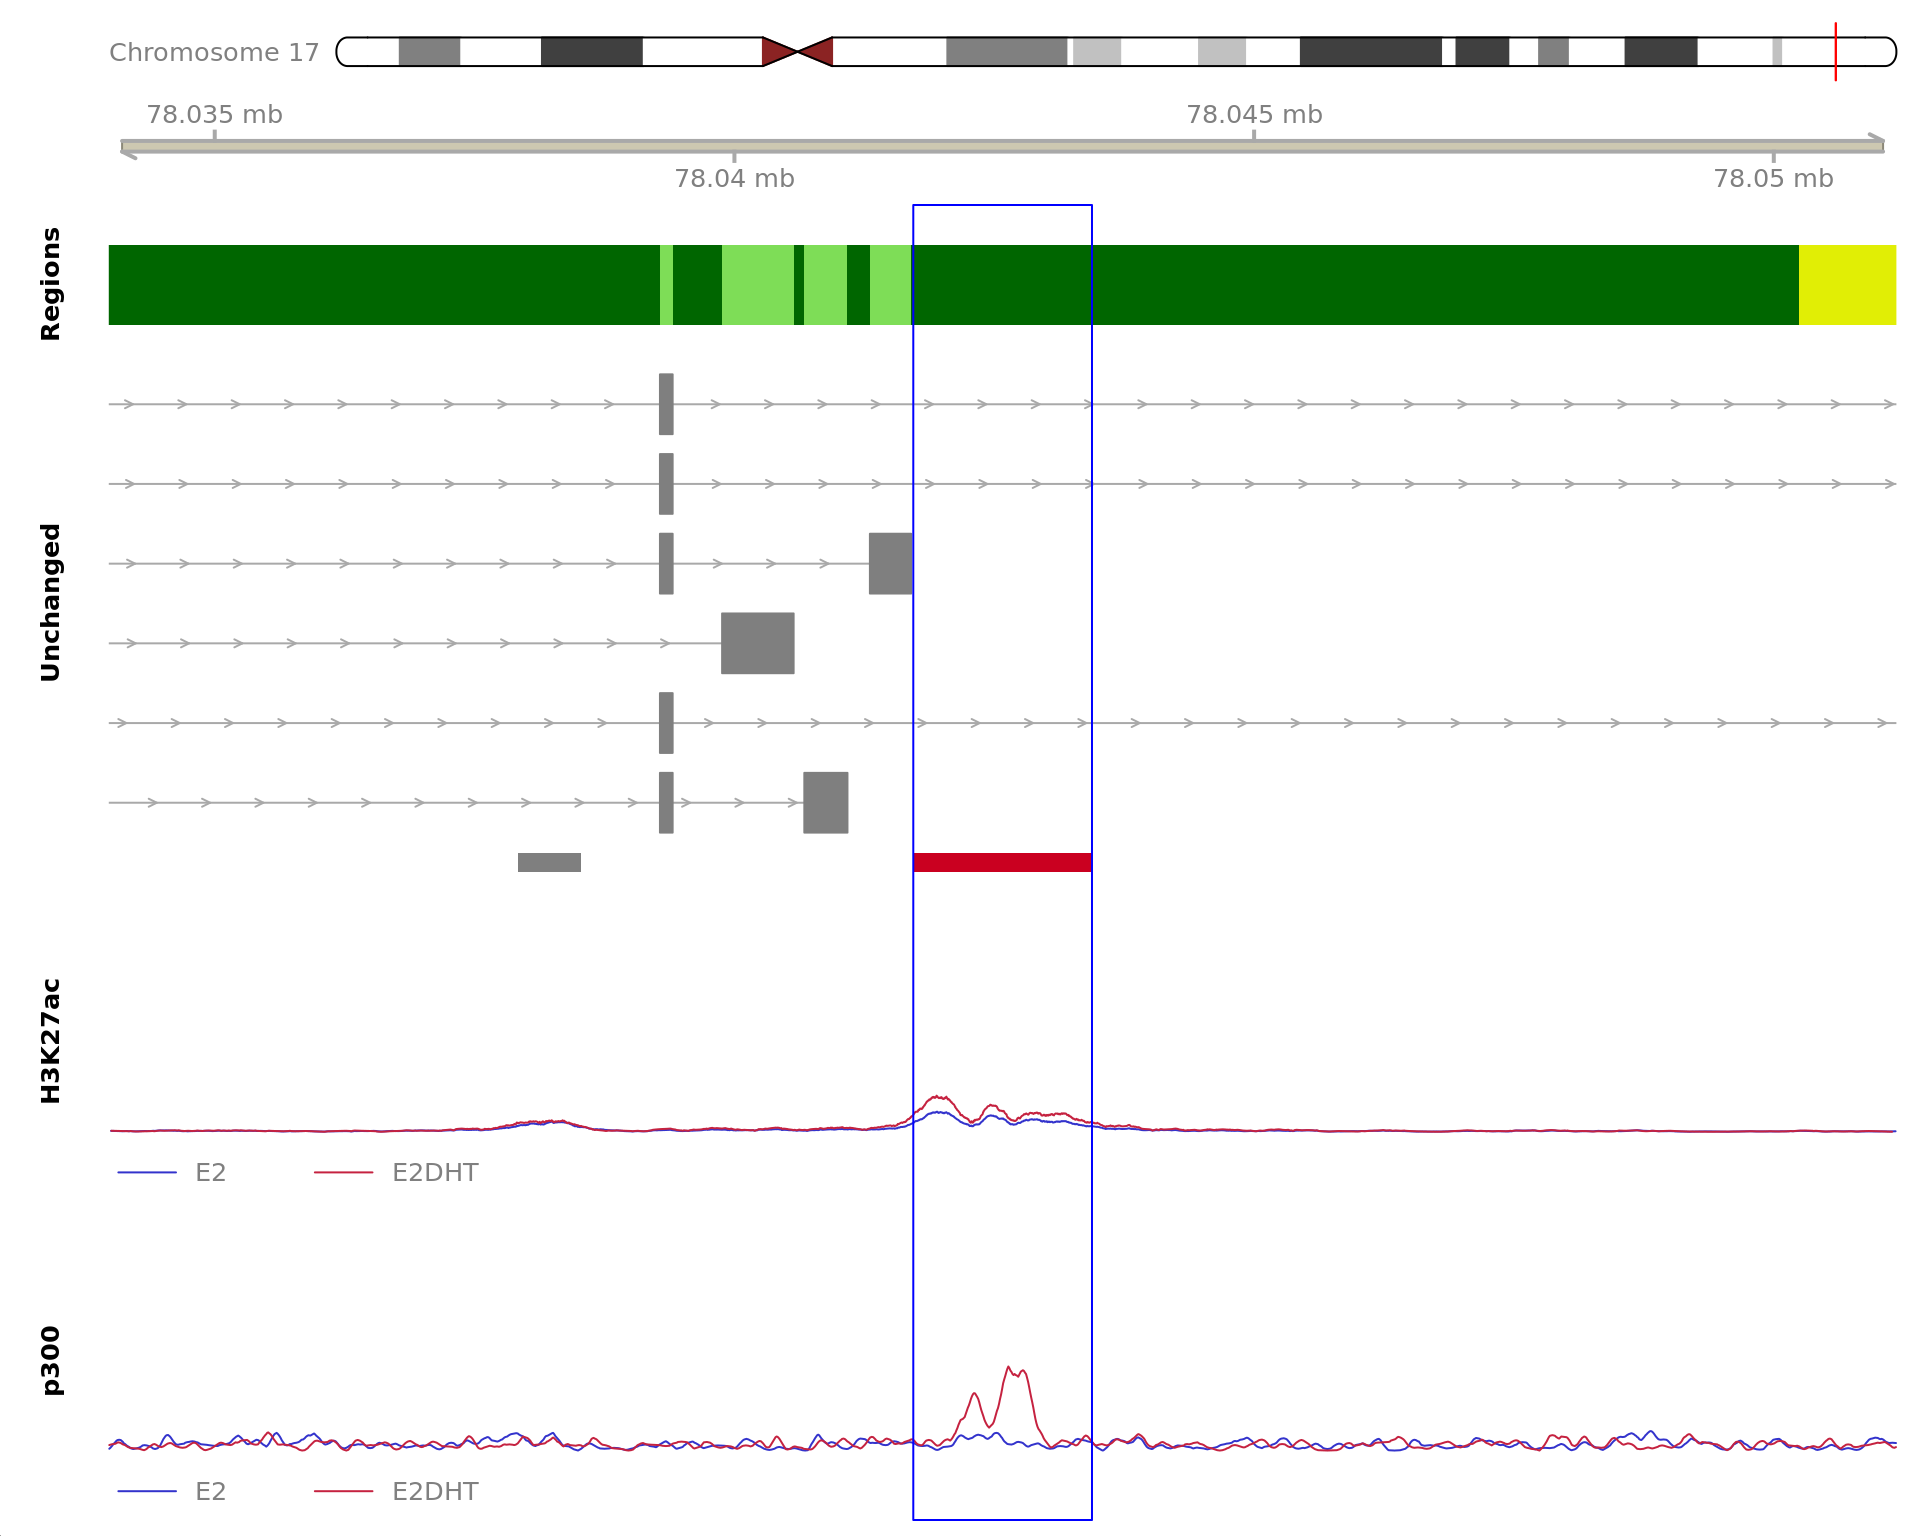 Chromosome 17
78.035 mb
78.045 mb
78.04 mb
78.05 mb
Regions
Unchanged
H3K27ac
E2
E2DHT
p300
E2
E2DHT